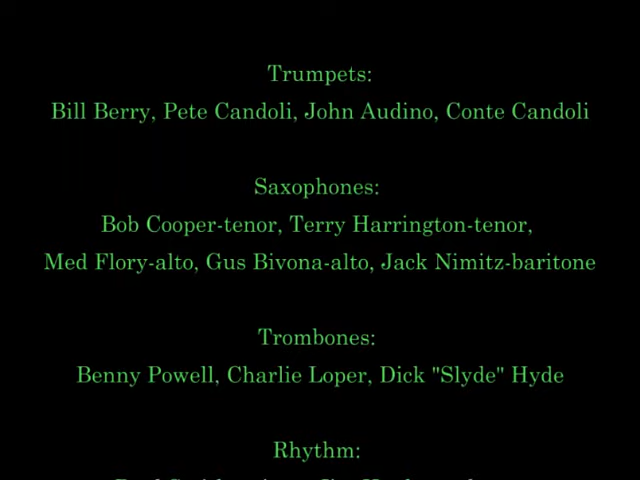 Trumpets:
Bill Berry, Pete Candoli, John Audino, Conte Candoli
Saxophones:
Bob Cooper-tenor, Terry Harrington-tenor,
Med Flory-alto, Gus Bivona-alto, Jack Nimitz-baritone
Trombones:
Benny Powell, Charlie Loper, Dick "Slyde" Hyde
Rhythm: